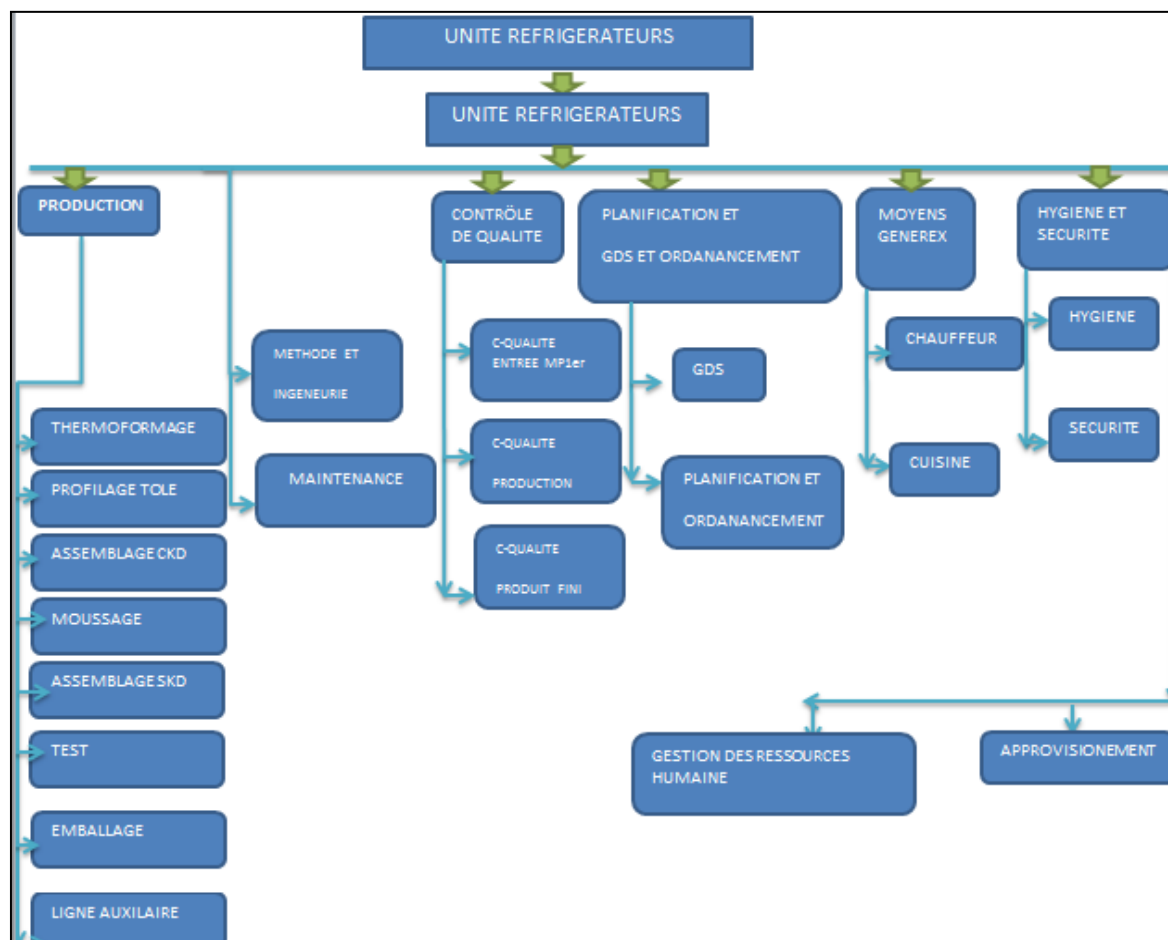 UNITE REFRIGERATEURS
UNITE REFRIGERATEURS
PRODUCTION
CONTRÖLE
DE QUALITE
PLANIFICATION ET
GDS ET ORDANANCEMENT
MOYENS
GENEREX
HYGIENE ET
SECURITE
METHODE ET
INGENEURIE
MAINTENANCE
C-QUALITE
ENTREE MP1er
C-QUALITE
PRODUCTION
C-QUALITE
PRODUIT FINI
GDS
PLANIFICATION ET
ORDANANCEMENT
CHAUFFEUR
CUISINE
HYGIENE
SECURITE
THERMOFORMAGE
PROFILAGE TOLE
ASSEMBLAGE CKD
MOUSSAGE
ASSEMBLAGE SKD
TEST
EMBALLAGE
LIGNE AUXILAIRE
GESTION DES RESSOURCES
HUMAINE
APPROVISIONEMENT